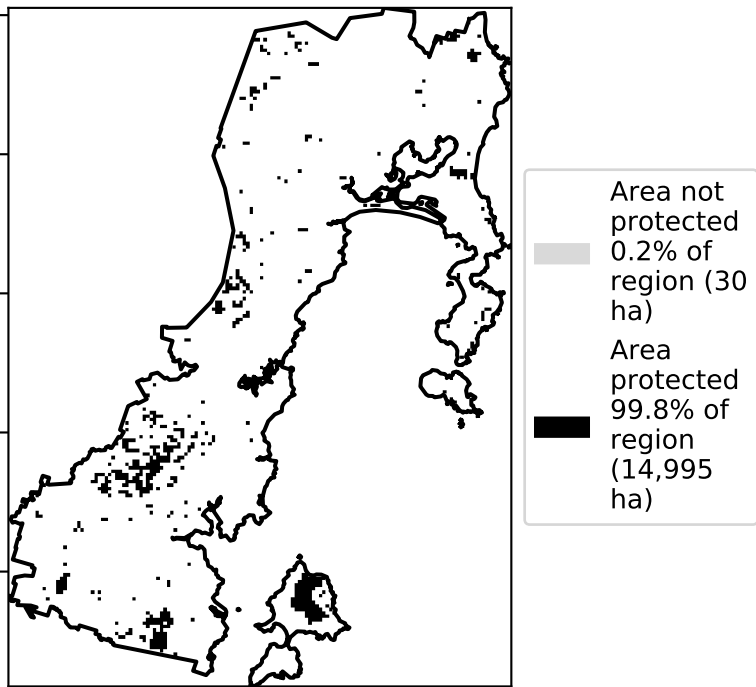 Area not
protected
0.2% of
region (30
ha)
Area
protected
99.8% of
region
(14,995
ha)